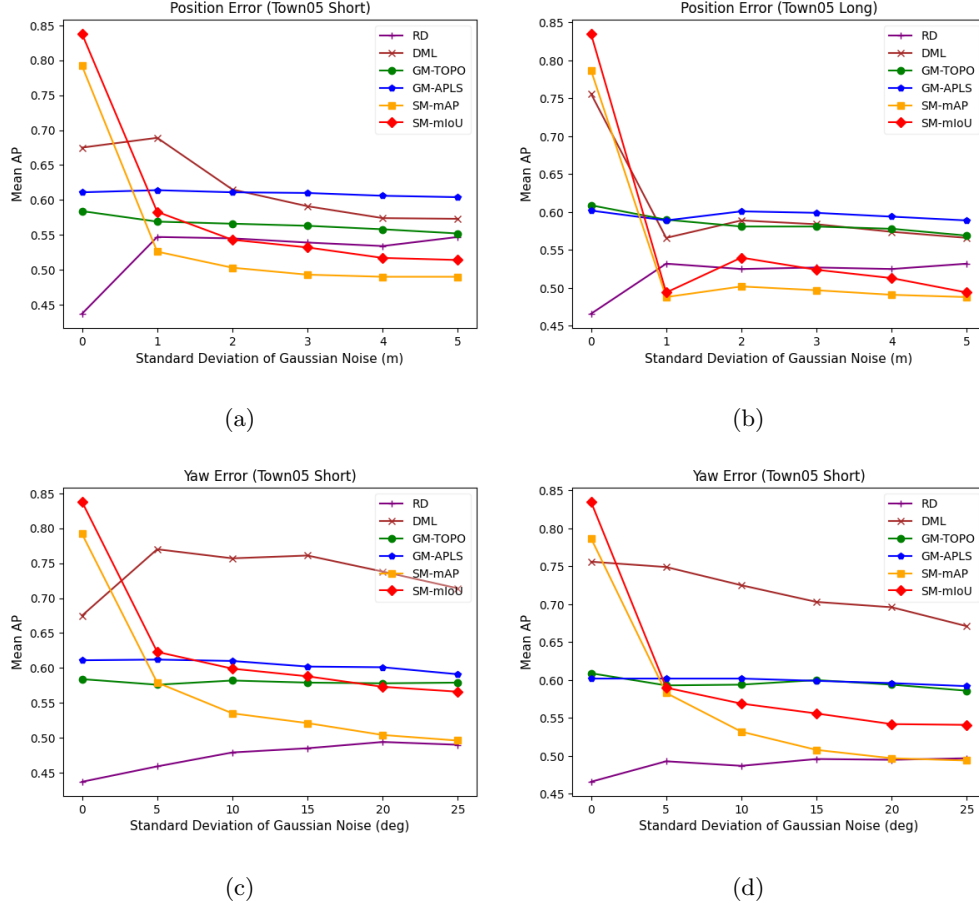 Position Error (Town05 Short)
Mean AP
0.85
0.80
0.75
0.70
0.65
0.60
0.55
0.50
0.45
RD
DML
GM-TOPO
GM-APLS
SM-mAP
SM-mIoU
0 1 2 3 4 5
Standard Deviation of Gaussian Noise (m)
(a)
Position Error (Town05 Long)
Mean AP
0.85
0.80
0.75
0.70
0.65
0.60
0.55
0.50
0.45
RD
DML
GM-TOPO
GM-APLS
SM-mAP
SM-mIoU
0 1 2 3 4 5
Standard Deviation of Gaussian Noise (m)
(b)
Yaw Error (Town05 Short)
Mean AP
0.85
0.80
0.75
0.70
0.65
0.60
0.55
0.50
0.45
RD
DML
GM-TOPO
GM-APLS
SM-mAP
SM-mIoU
0 5 10 15 20 25
Standard Deviation of Gaussian Noise (deg)
(c)
Yaw Error (Town05 Short)
Mean AP
0.85
0.80
0.75
0.70
0.65
0.60
0.55
0.50
0.45
RD
DML
GM-TOPO
GM-APLS
SM-mAP
SM-mIoU
0 5 10 15 20 25
Standard Deviation of Gaussian Noise (deg)
(d)